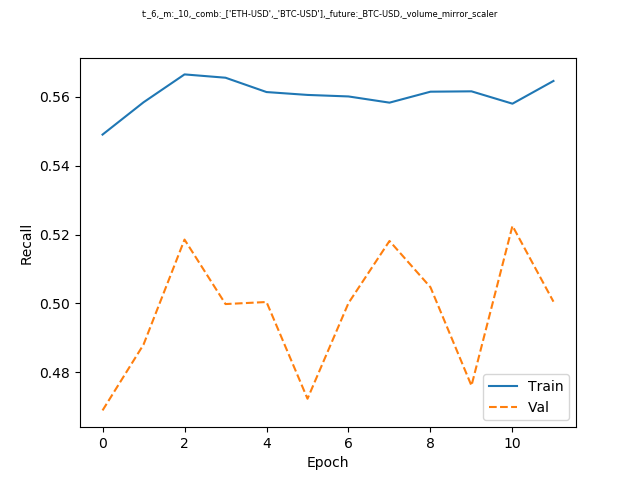 t:_6,_m:_10,_comb:_['ETH-USD',_'BTC-USD'],_future:_BTC-USD,_volume_mirror_scaler
0.56
0.54
0.52
0.50
0.48
Recall
0 2 4 6 8 10
Epoch
Train
Val